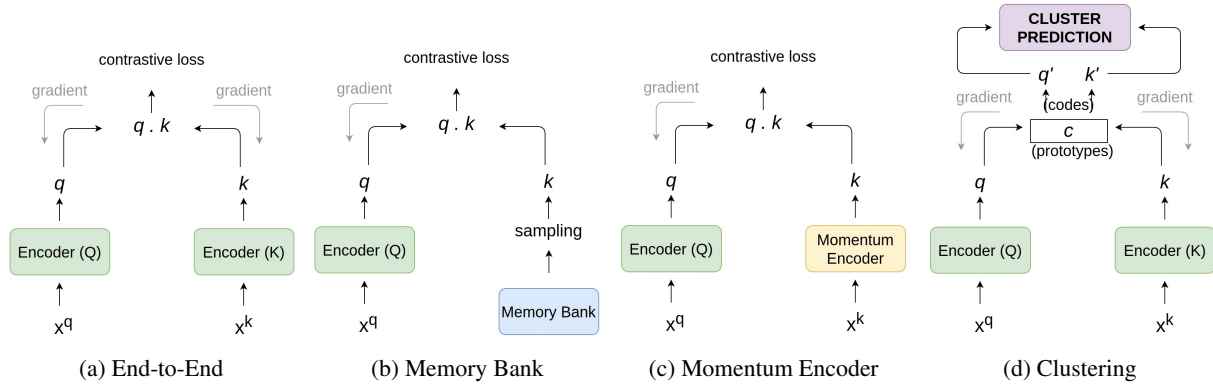 contrastive loss
gradient
gradient
q . k
q
k
Encoder (Q)
Encoder (K)
xq
xk
(a) End-to-End
contrastive loss
gradient
q . k
q
k
sampling
Encoder (Q)
Memory Bank
xq
(b) Memory Bank
contrastive loss
gradient
q . k
q
k
Encoder (Q)
Momentum
Encoder
xq
xk
(c) Momentum Encoder
CLUSTER
PREDICTION
q' k'
gradient
(codes)
gradient
c
(prototypes)
q
k
Encoder (Q)
Encoder (K)
xq
xk
(d) Clustering